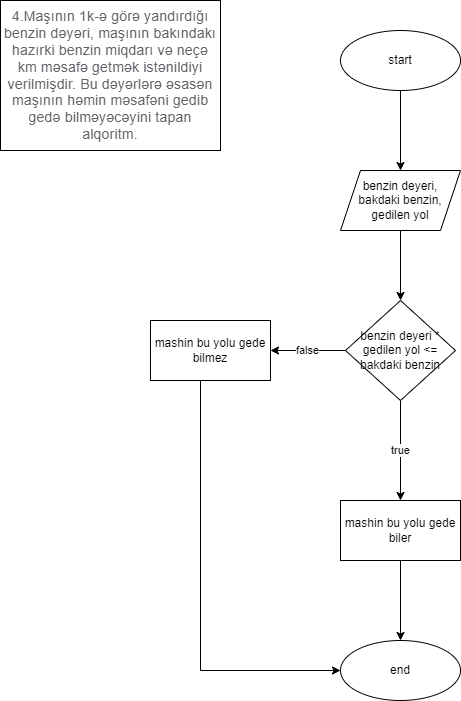 4.Maşının 1k-ə görə yandırdığı
benzin dəyəri, maşının bakındakı
hazırki benzin miqdarı və neçə
km məsafə getmək istənildiyi
verilmişdir. Bu dəyərlərə əsasən
maşının həmin məsafəni gedib
gedə bilməyəcəyini tapan
alqoritm.
start
benzin deyeri,
bakdaki benzin,
gedilen yol
benzin deyeri *
gedilen yol <=
bakdaki benzin
false
mashin bu yolu gede
bilmez
true
mashin bu yolu gede
biler
end